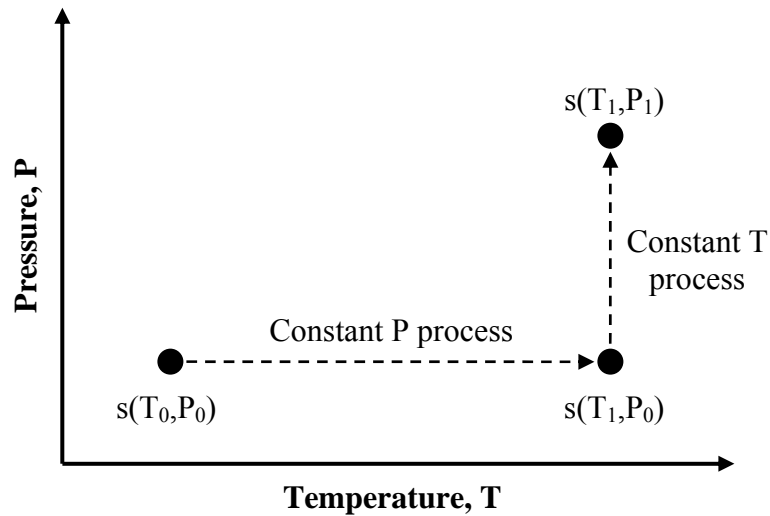 s(T₁,P₁)
Pressure, P
Constant T
process
Constant P process
s(T₀,P₀)
s(T₁,P₀)
Temperature, T